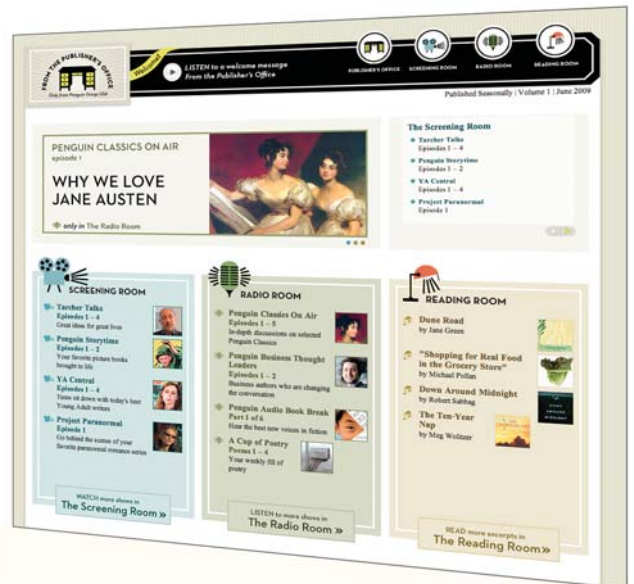 FROM THE PUBLISHER'S OFFICE
Only from Penguin Group USA
Welcome!
LISTEN to a welcome message
From the Publisher's Office
PUBLISHER'S OFFICE
SCREENING ROOM
RADIO ROOM
READING ROOM
Published Seasonally | Volume 1 | June 2009
PENGUIN CLASSICS ON AIR
episode 1
WHY WE LOVE
JANE AUSTEN
only in The Radio Room
The Screening Room
Tarcher Talks
Episodes 1 – 4
Penguin Storytime
Episodes 1 – 2
YA Central
Episodes 1 – 4
Project Paranormal
Episode 1
SCREENING ROOM
Tarcher Talks
Episodes 1 – 4
Great ideas for great lives
Penguin Storytime
Episodes 1 – 2
Your favorite picture books
brought to life
YA Central
Episodes 1 – 4
Teens sit down with today's best
Young Adult writers
Project Paranormal
Episode 1
Go behind the scenes of your
favorite paranormal romance series
WATCH more shows in
The Screening Room »
RADIO ROOM
Penguin Classics On Air
Episodes 1 – 5
In-depth discussions on selected
Penguin Classics
Penguin Business Thought
Leaders
Episodes 1 – 2
Business authors who are changing
the conversation
Penguin Audio Book Break
Part 1 of 6
Hear the best new voices in fiction
A Cup of Poetry
Poems 1 – 4
Your weekly fill of
poetry
LISTEN to more shows in
The Radio Room »
READING ROOM
Dune Road
by Jane Green
"Shopping for Real Food
in the Grocery Store"
by Michael Pollan
Down Around Midnight
by Robert Sabbag
The Ten-Year
Nap
by Meg Wolitzer
READ more excerpts in
The Reading Room »